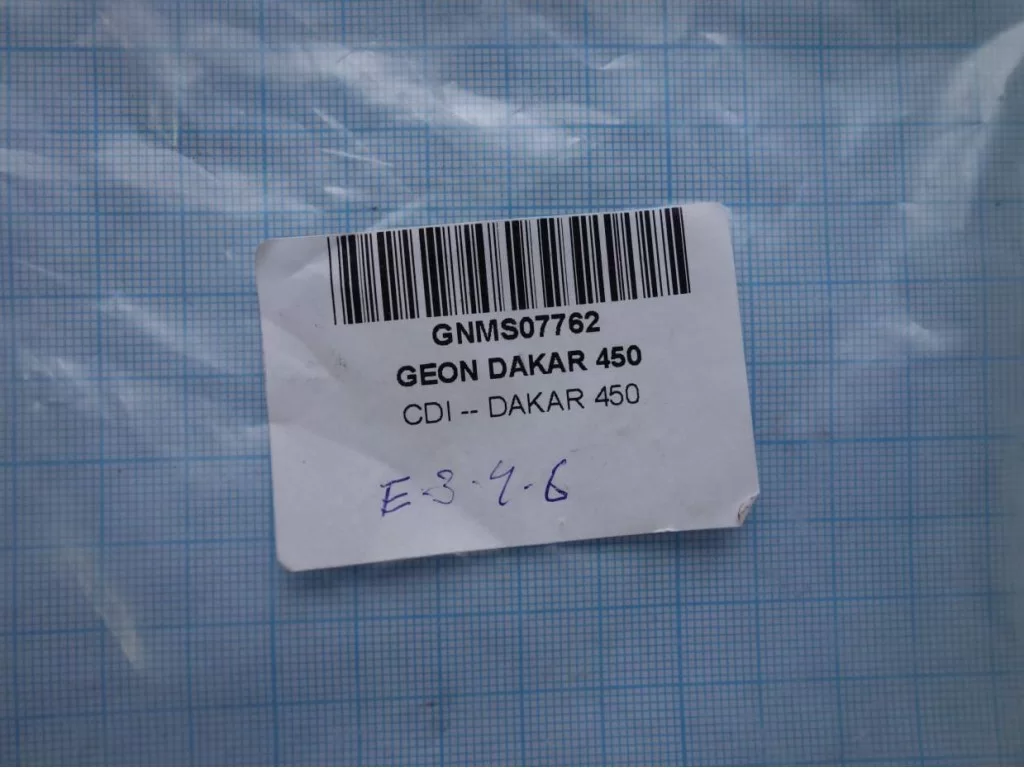 GNMS07762
GEON DAKAR 450
CDI -- DAKAR 450
E-3-4-6